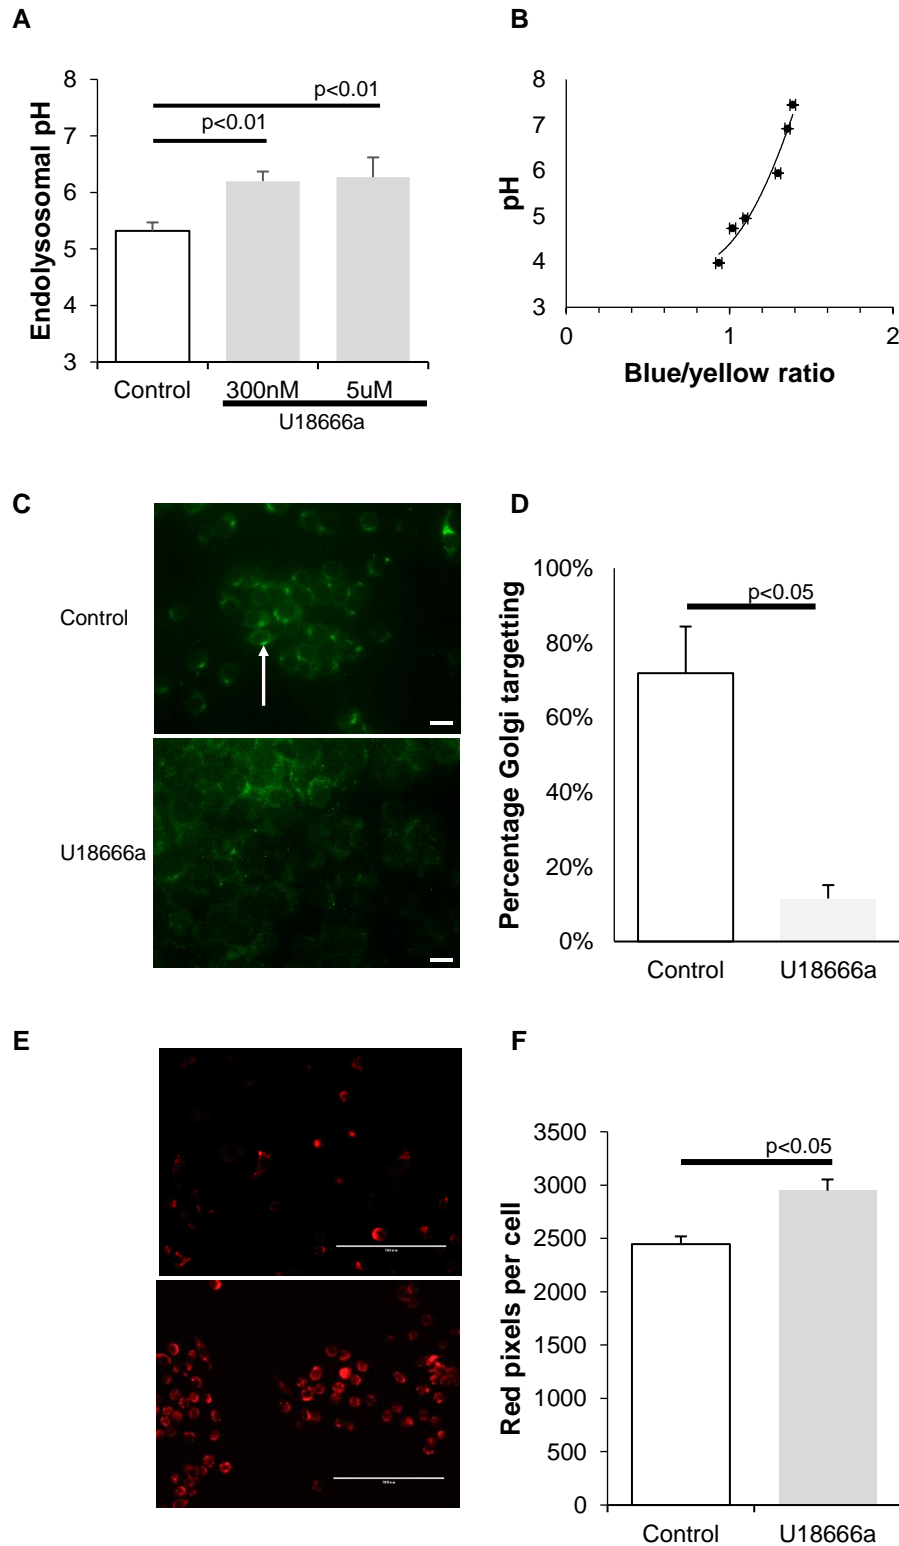 A
Endolysosomal pH
8
7
6
5
4
3
p<0.01
p<0.01
Control
300nM
5uM
U18666a
B
pH
8
7
6
5
4
3
0
1
2
Blue/yellow ratio
C
Control
U18666a
D
Percentage Golgi targetting
100%
80%
60%
40%
20%
0%
p<0.05
Control
U18666a
E
F
Red pixels per cell
3500
3000
2500
2000
1500
1000
500
0
p<0.05
Control
U18666a